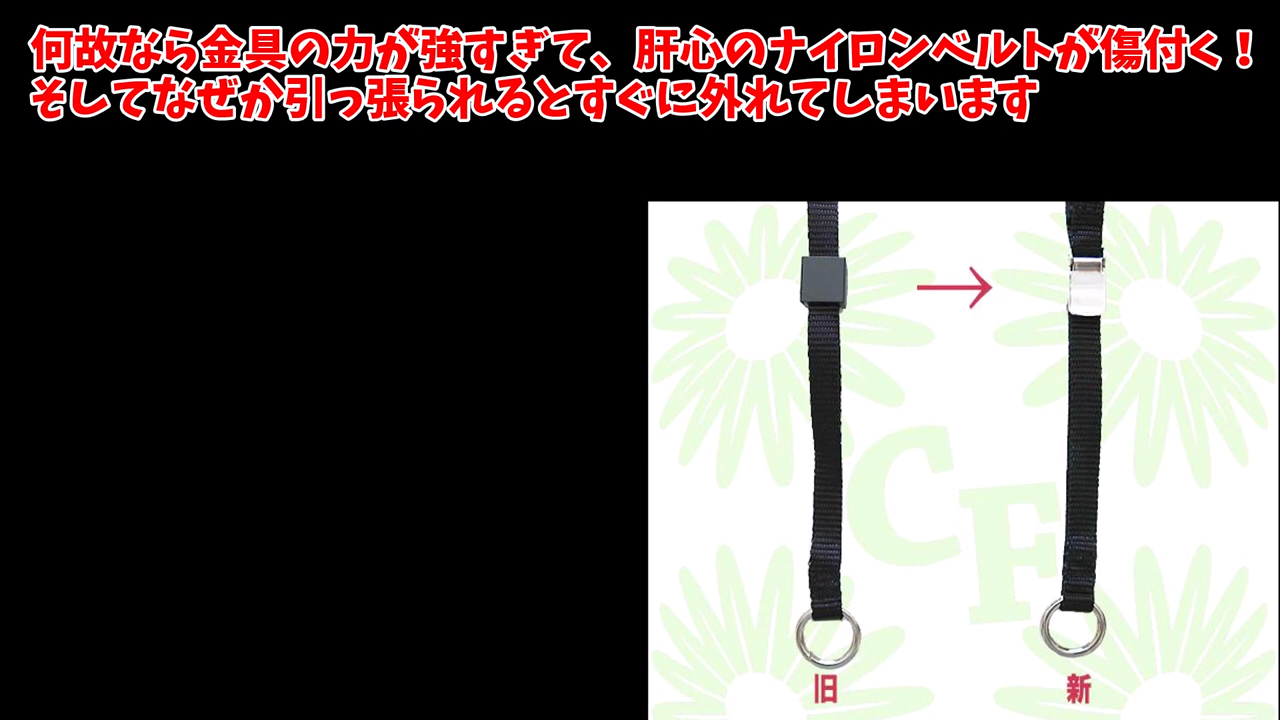 何故なら金具の力が強すぎて、肝心のナイロンベルトが傷付く！
そしてなぜか引っ張られるとすぐに外れてしまいます
CF
旧
新